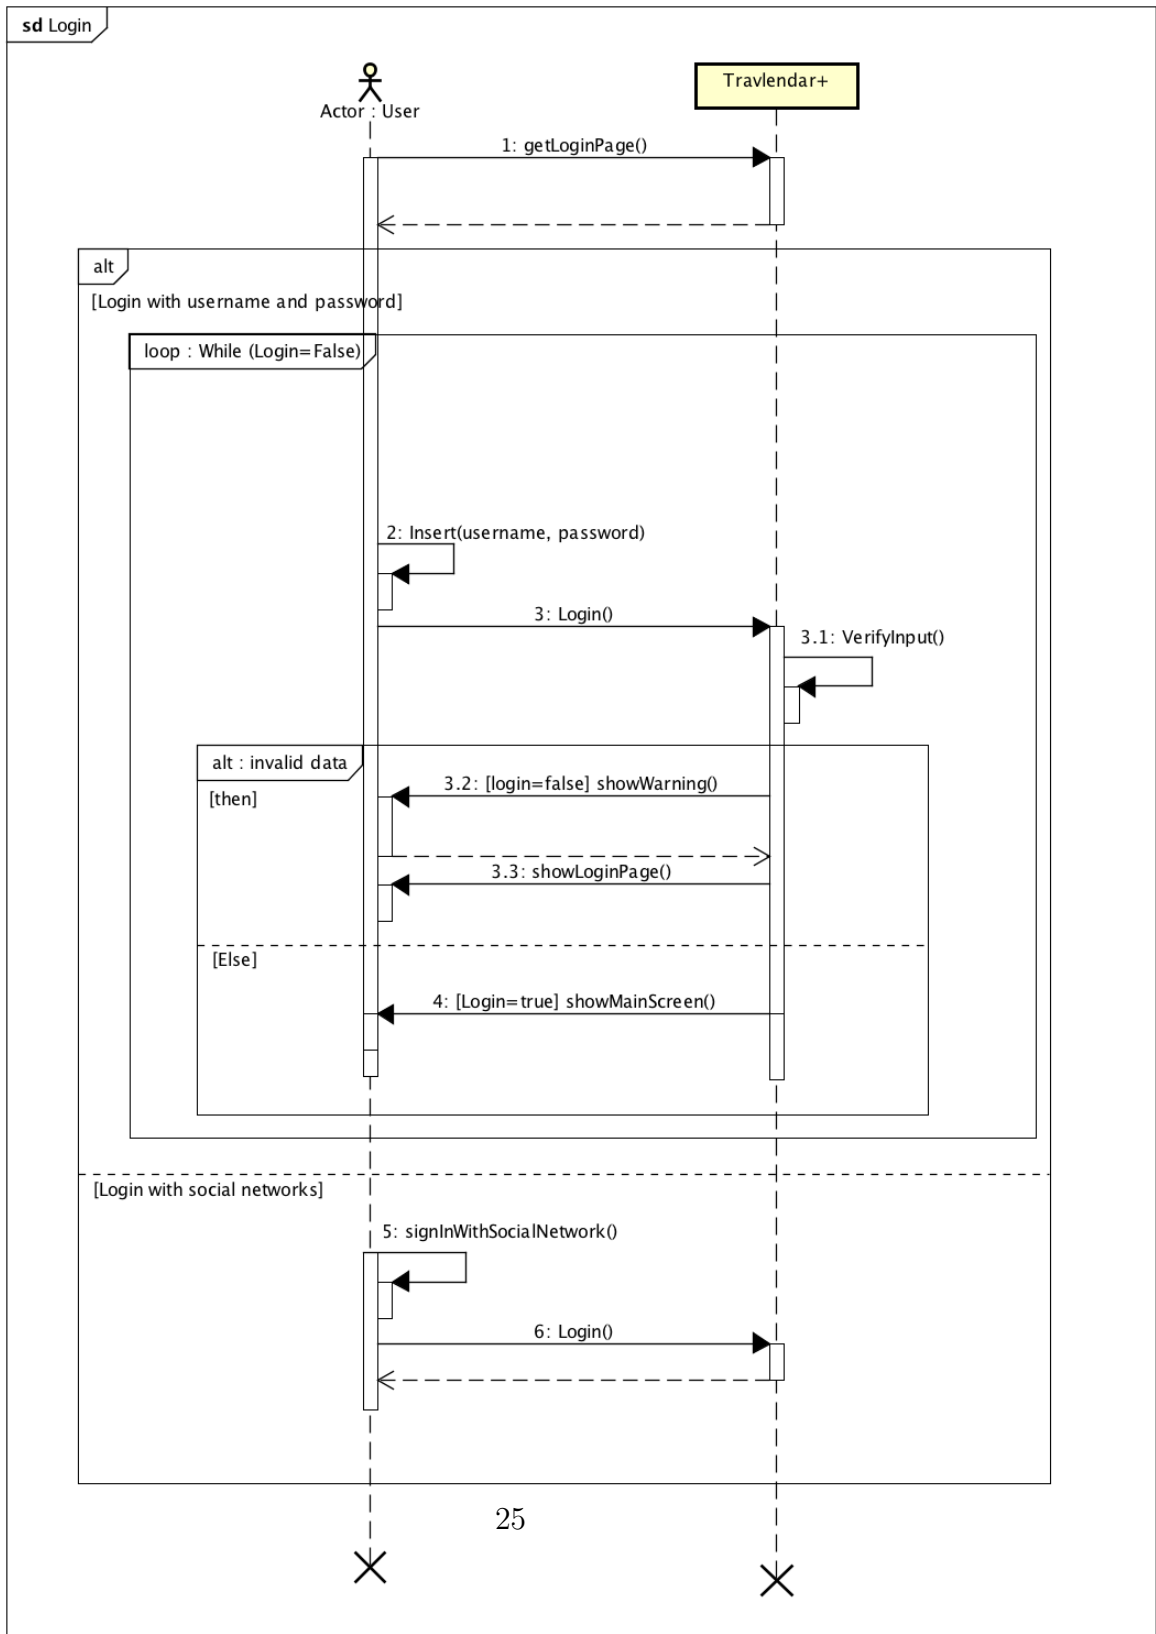 sd Login
Actor : User
Travlendar+
1: getLoginPage()
alt
[Login with username and password]
loop : While (Login=False)
2: Insert(username, password)
3: Login()
3.1: VerifyInput()
alt : invalid data
3.2: [login=false] showWarning()
[then]
3.3: showLoginPage()
[Else]
4: [Login=true] showMainScreen()
[Login with social networks]
5: signInWithSocialNetwork()
6: Login()
25